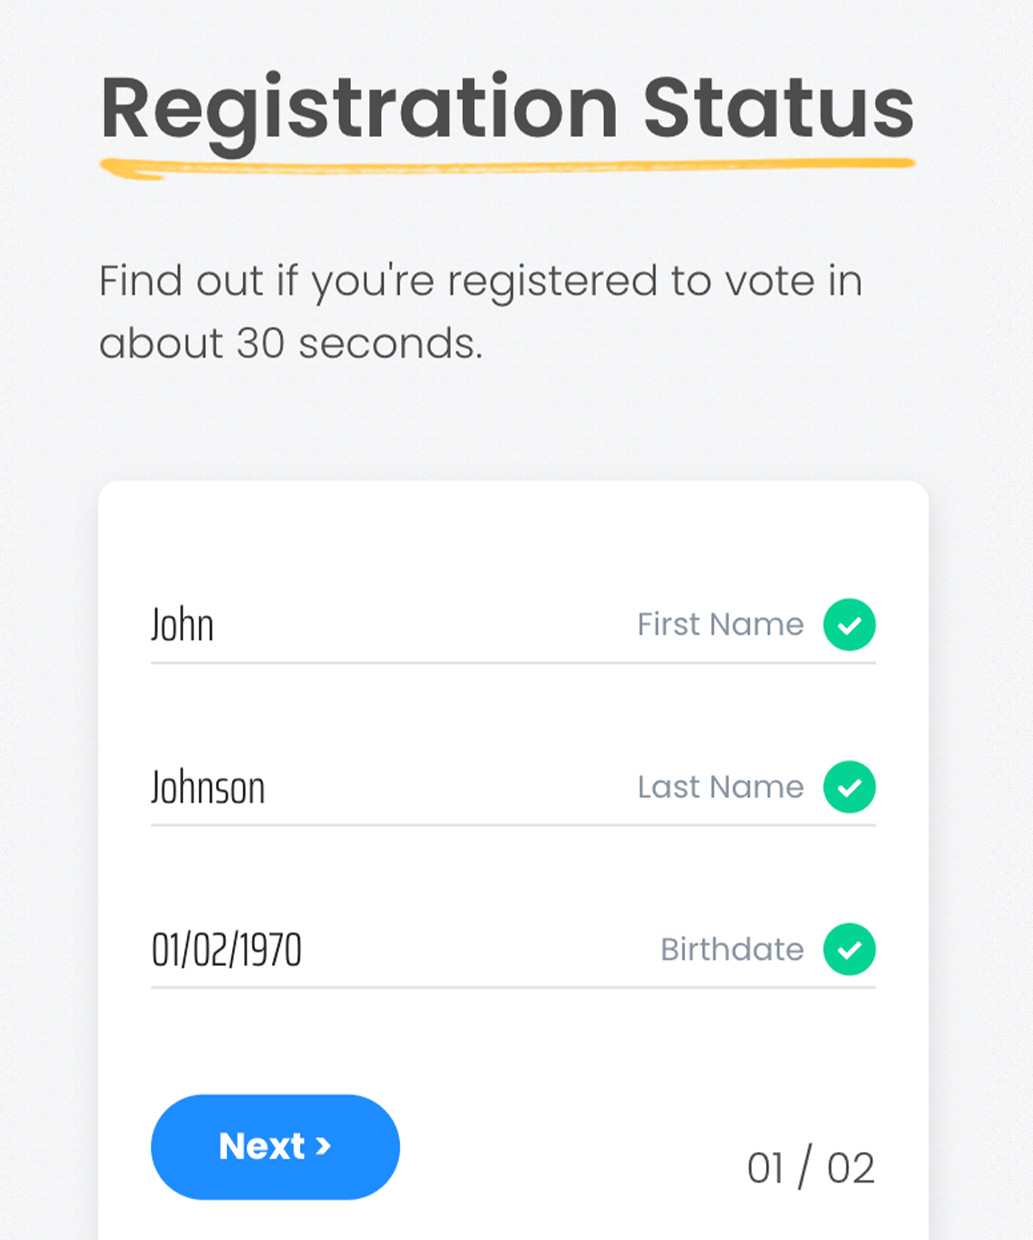 Registration Status
Find out if you're registered to vote in
about 30 seconds.
John First Name
Johnson Last Name
01/02/1970 Birthdate
Next >
01 / 02